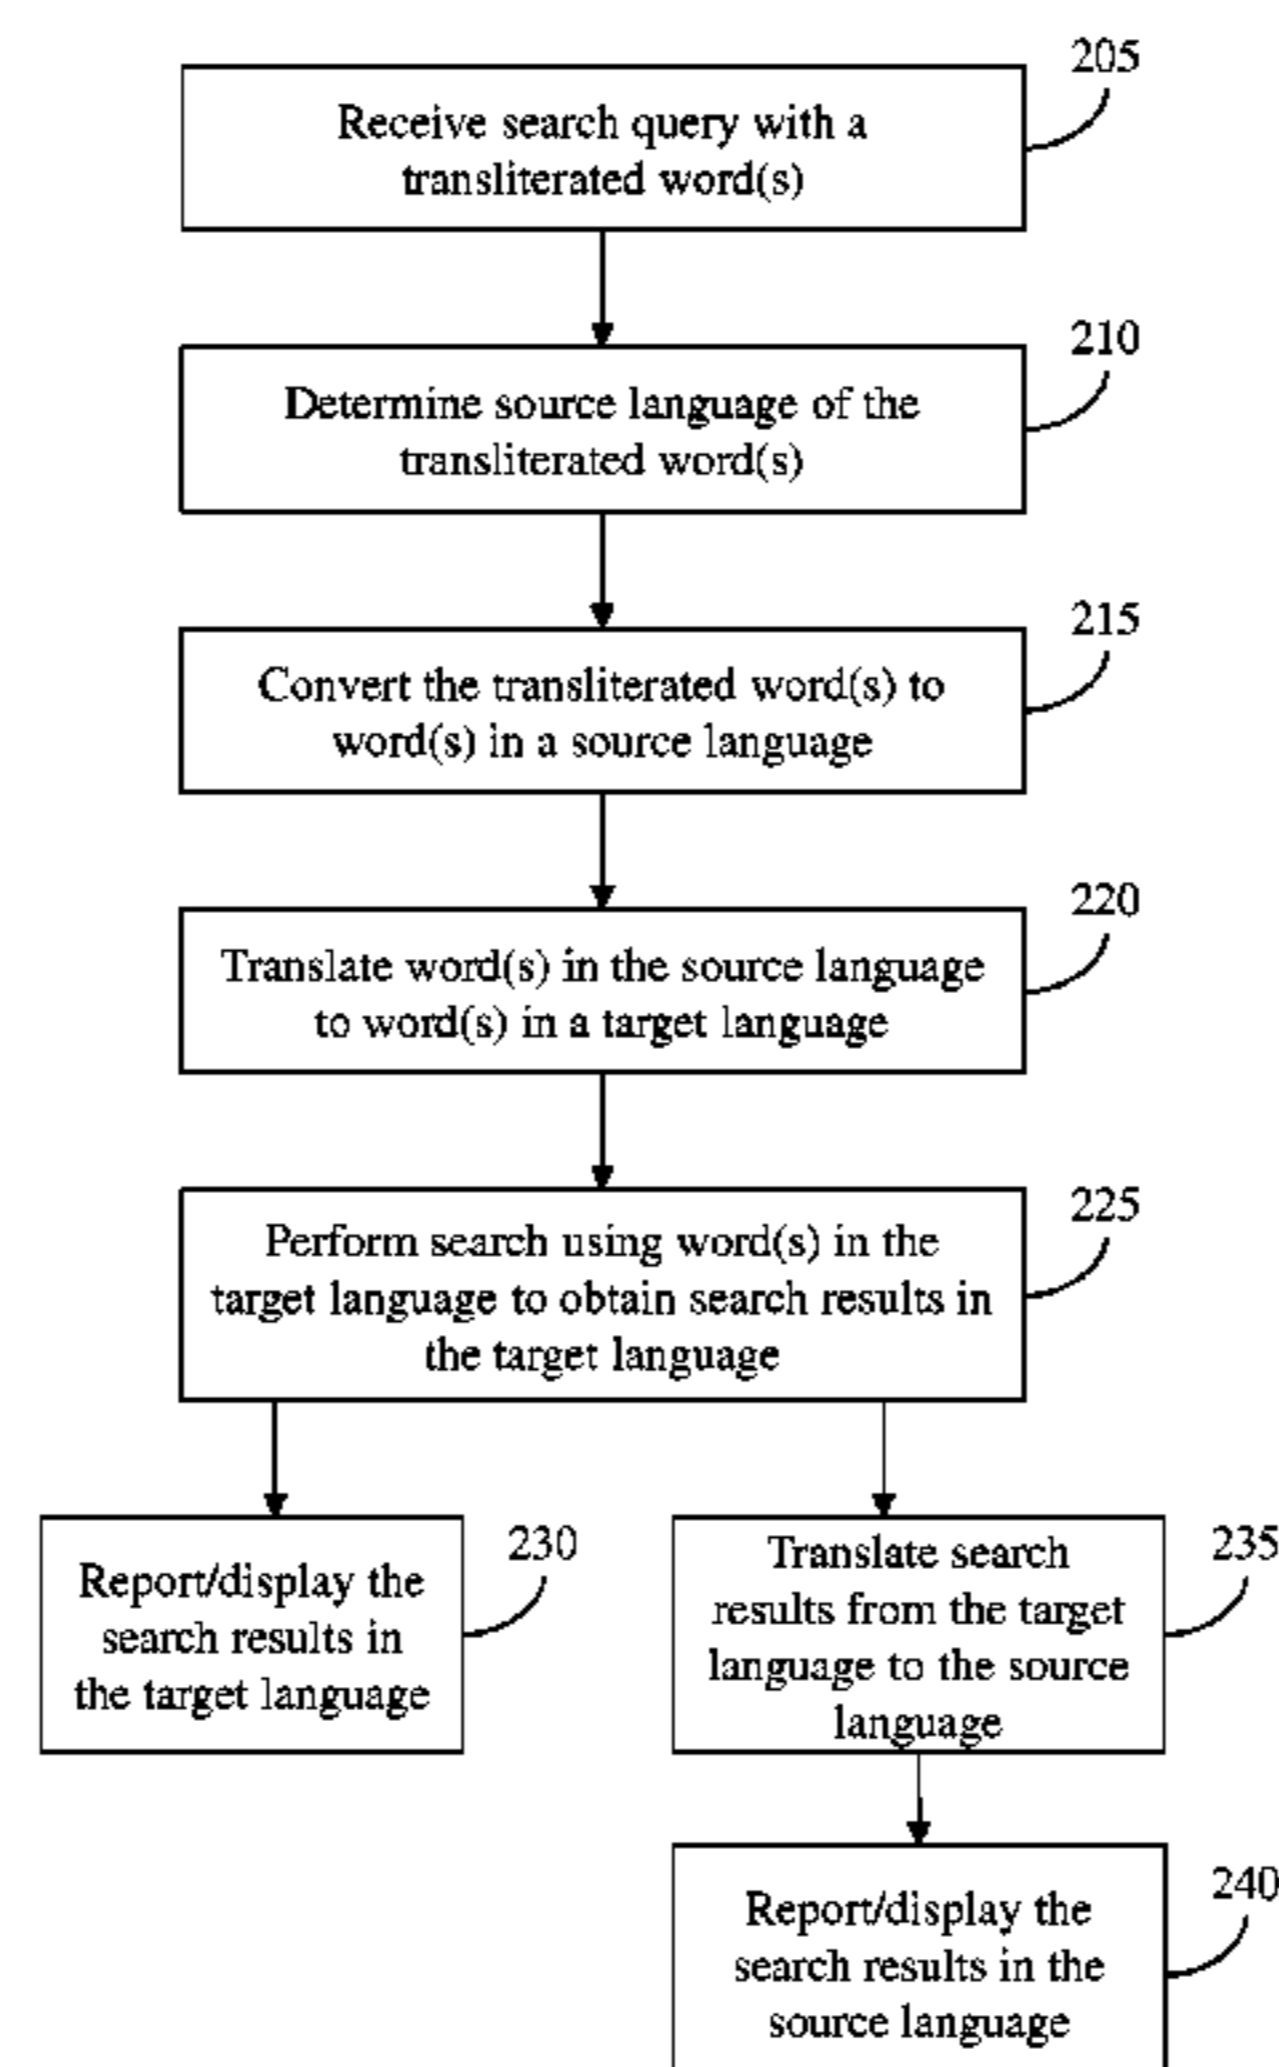 205
Receive search query with a
transliterated word(s)
210
Determine source language of the
transliterated word(s)
215
Convert the transliterated word(s) to
word(s) in a source language
220
Translate word(s) in the source language
to word(s) in a target language
225
Perform search using word(s) in the
target language to obtain search results in
the target language
230
Report/display the
search results in
the target language
235
Translate search
results from the target
language to the source
language
240
Report/display the
search results in the
source language